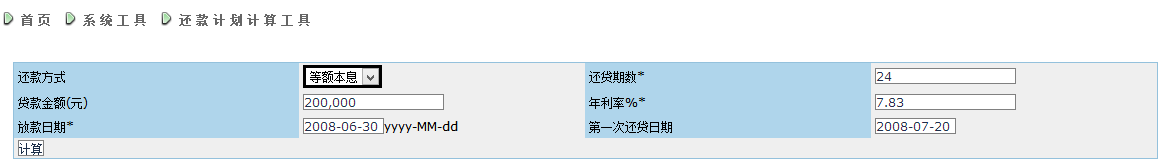 首页 系统工具 还款计划计算工具
还款方式 等额本息 还贷期数* 24
贷款金额(元) 200,000 年利率%* 7.83
放款日期* 2008-06-30 yyyy-MM-dd 第一次还贷日期 2008-07-20
计算